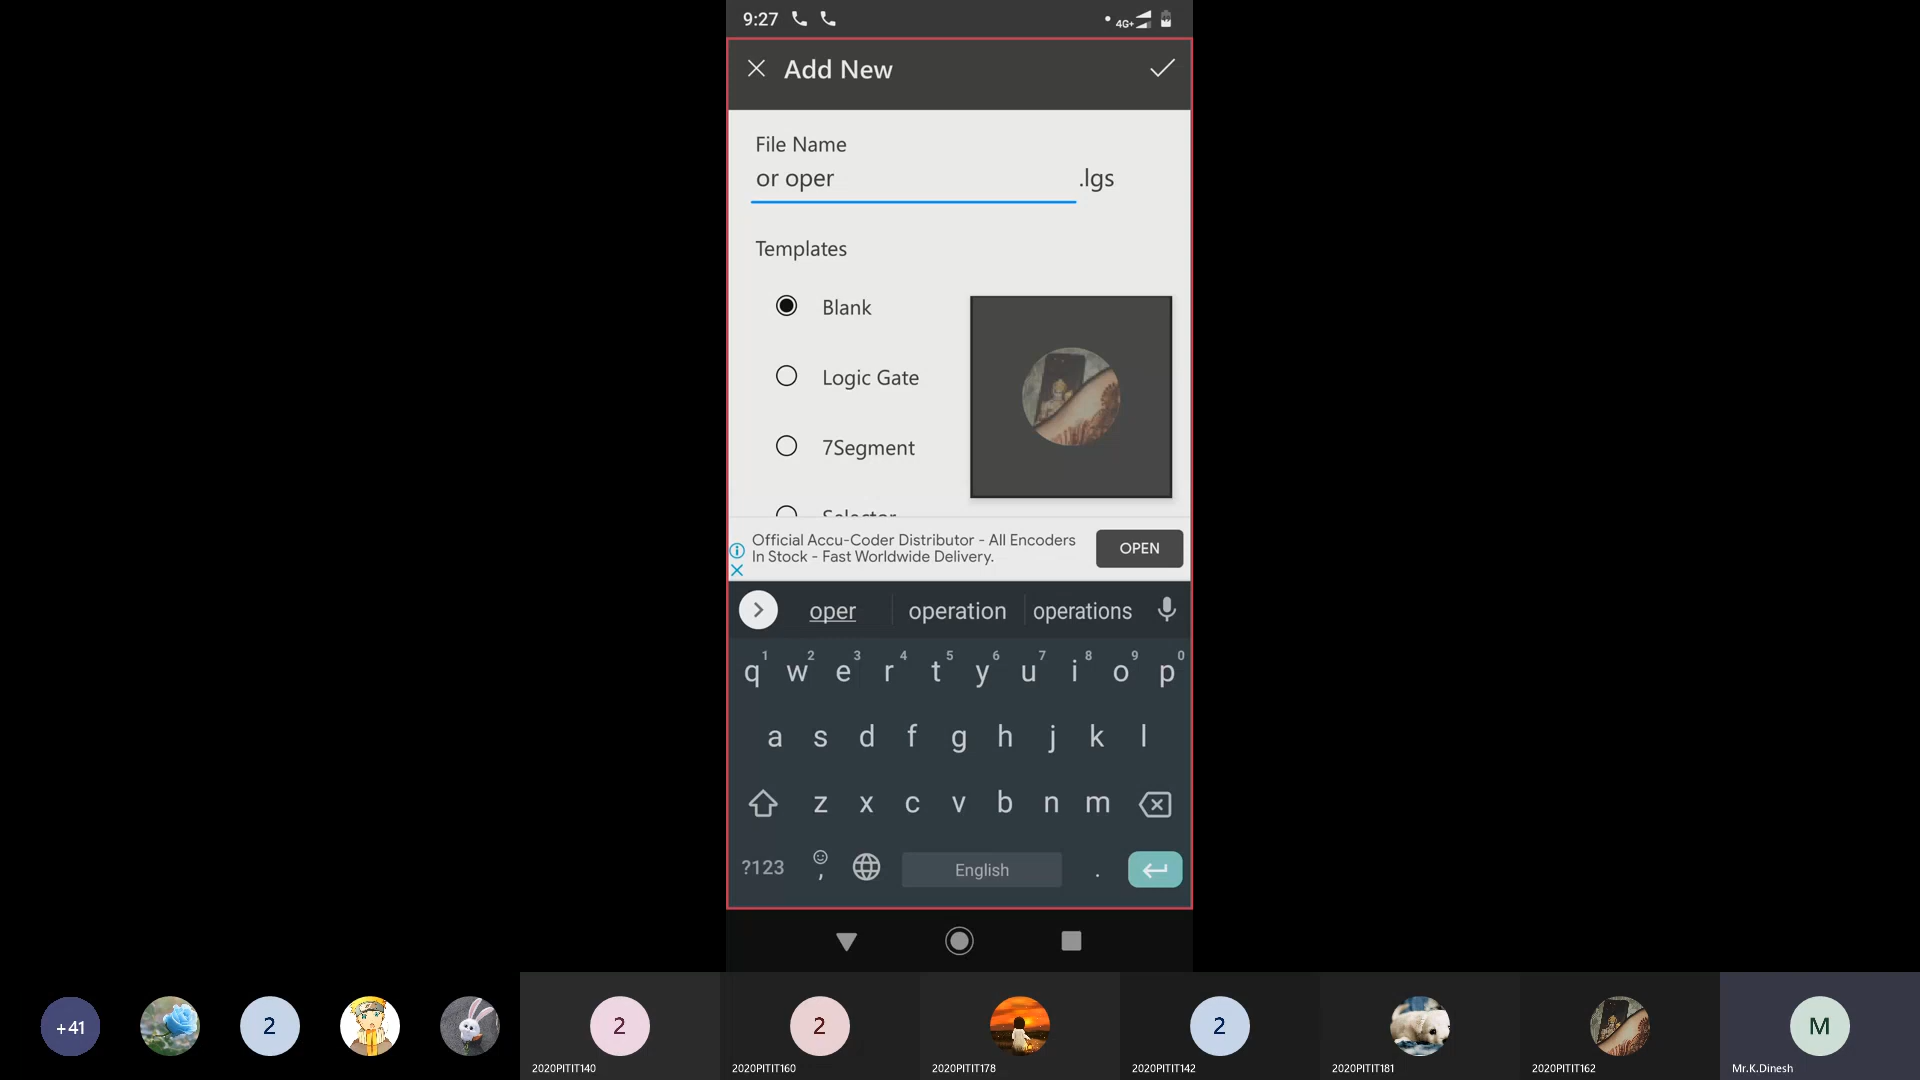 9:27
4G+
Add New
File Name
or oper .lgs
Templates
Blank
Logic Gate
7Segment
Selector
Official Accu-Coder Distributor - All Encoders
In Stock - Fast Worldwide Delivery.
OPEN
oper operation operations
1 2 3 4 5 6 7 8 9 0
q w e r t y u i o p
a s d f g h j k l
z x c v b n m
?123 , English .
+41 2 2 2 2 M
2020PITIT140 2020PITIT160 2020PITIT178 2020PITIT142 2020PITIT181 2020PITIT162 Mr.K.Dinesh